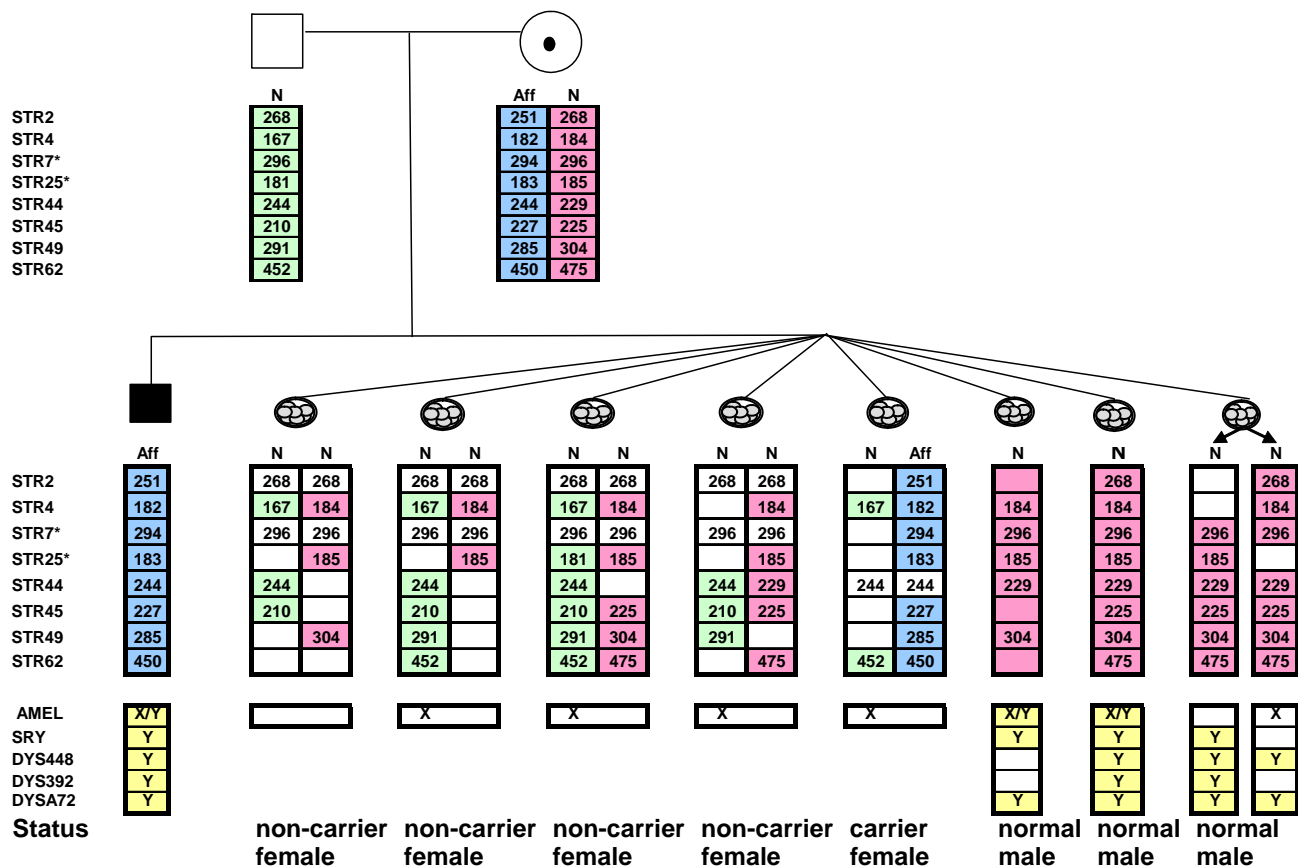 N Aff N
STR2 268 251 268
STR4 167 182 184
STR7* 296 294 296
STR25* 181 183 185
STR44 244 244 229
STR45 210 227 225
STR49 291 285 304
STR62 452 450 475
Aff N N N N N N N N N Aff N N N N
STR2 251 268 268 268 268 268 268 268 268 251 268 268
STR4 182 167 184 167 184 167 184 184 167 182 184 184 184
STR7* 294 296 296 296 296 296 296 296 296 294 296 296 296 296
STR25* 183 185 185 181 185 185 183 185 185 185
STR44 244 244 244 244 244 229 244 244 229 229 229 229
STR45 227 210 210 210 225 210 225 227 225 225 225
STR49 285 304 291 291 304 291 285 304 304 304 304
STR62 450 452 452 475 475 452 450 475 475 475
AMEL X/Y X X X X X/Y X/Y X
SRY Y Y Y Y
DYS448 Y Y Y Y
DYS392 Y Y Y
DYSA72 Y Y Y Y Y
Status non-carrier non-carrier non-carrier non-carrier carrier normal normal normal
female female female female female male male male